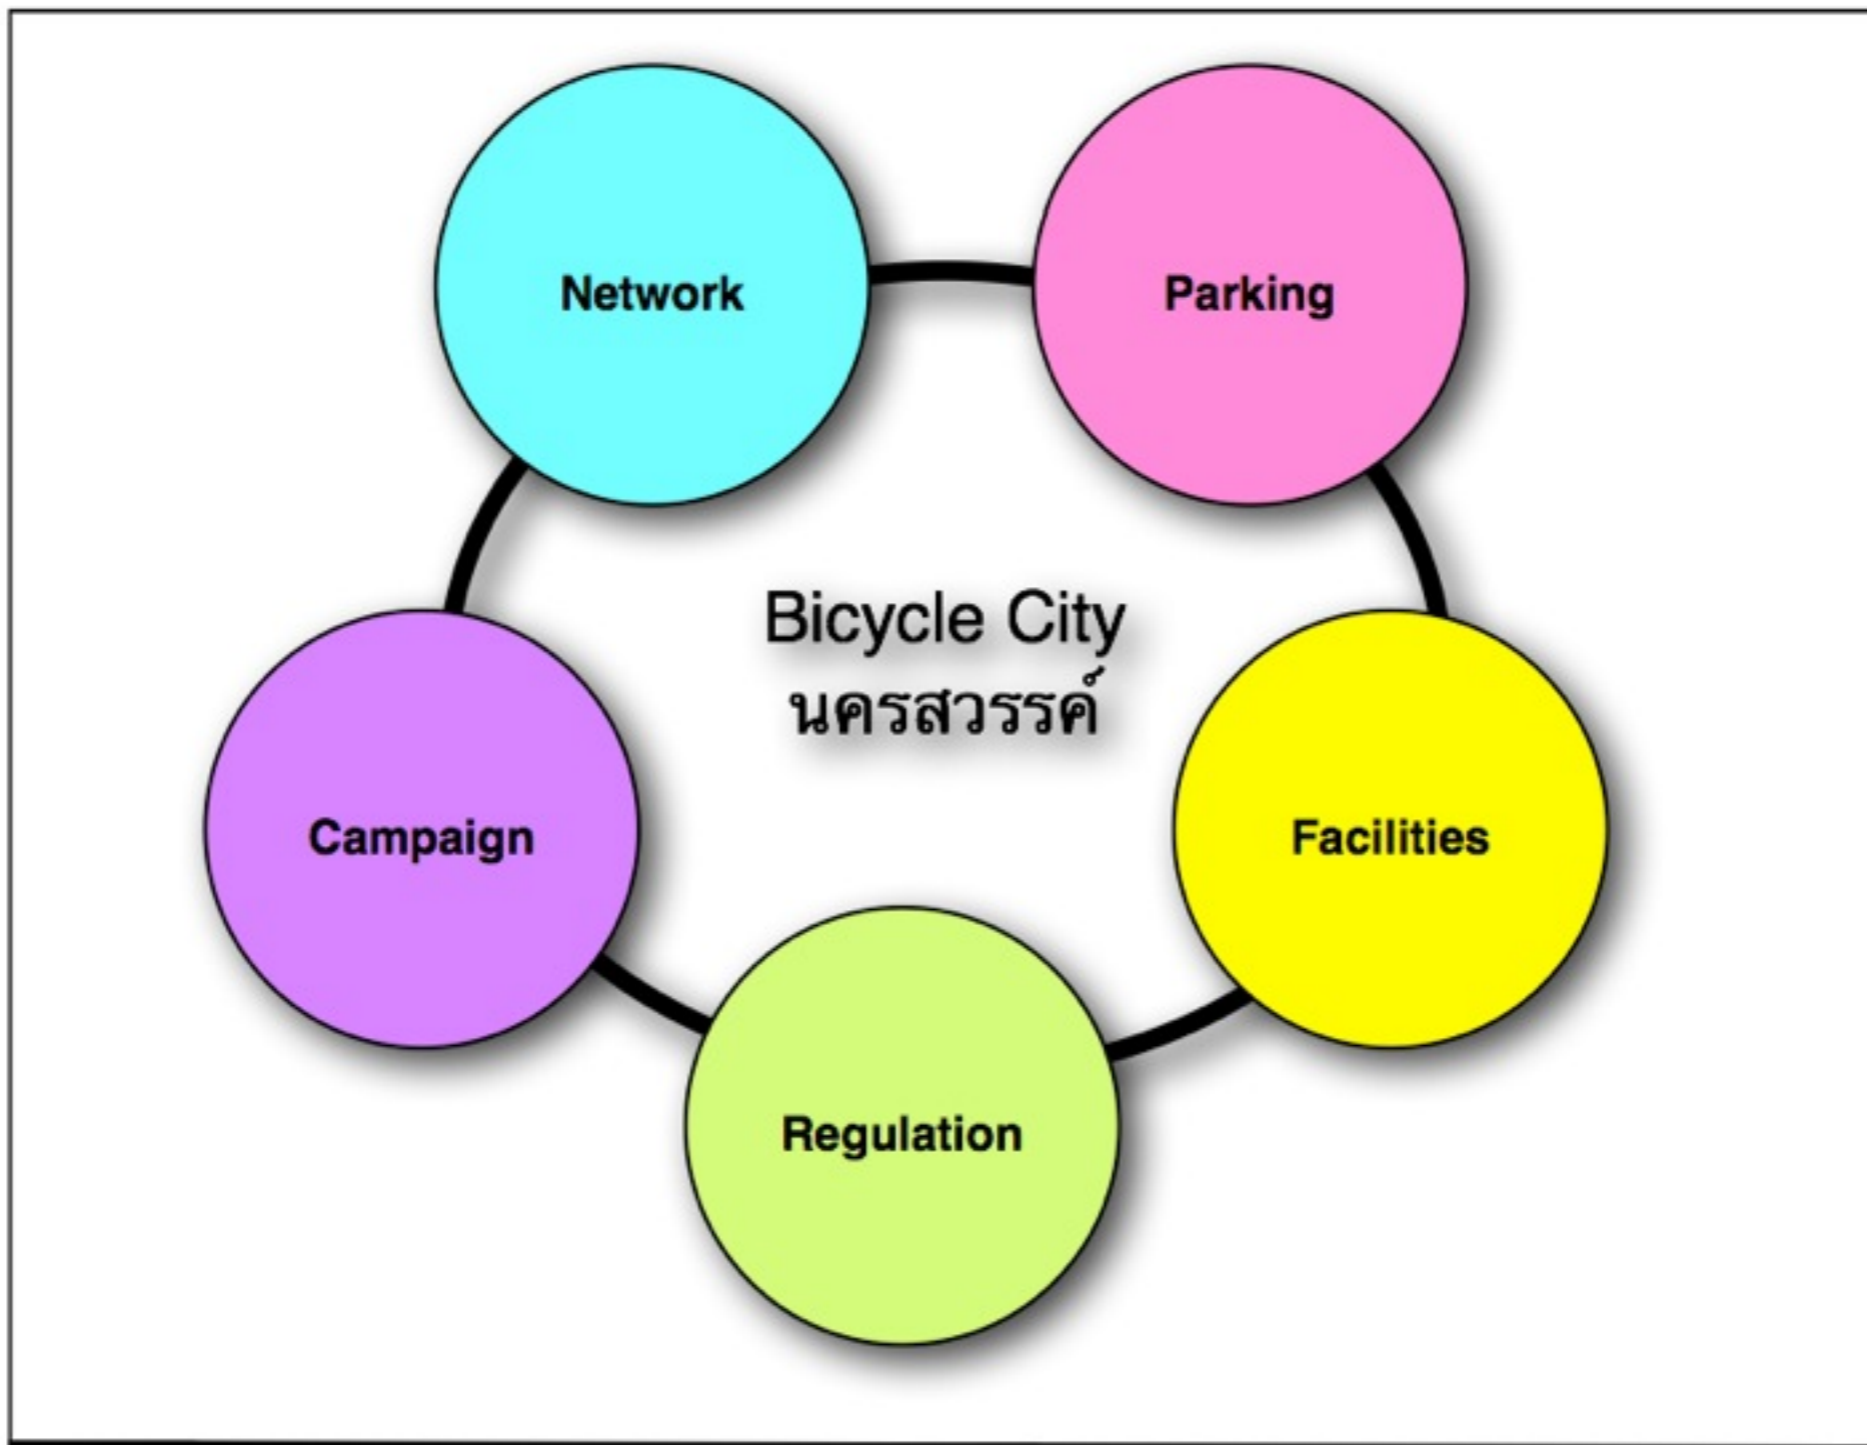 Network
Parking
Bicycle City
นครสวรรค์
Campaign
Facilities
Regulation